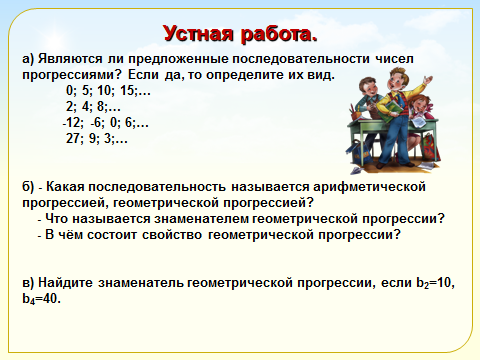 Устная работа.
а) Являются ли предложенные последовательности чисел
прогрессиями? Если да, то определите их вид.
0; 5; 10; 15;…
2; 4; 8;…
-12; -6; 0; 6;…
27; 9; 3;…
б) - Какая последовательность называется арифметической
прогрессией, геометрической прогрессией?
- Что называется знаменателем геометрической прогрессии?
- В чём состоит свойство геометрической прогрессии?
в) Найдите знаменатель геометрической прогрессии, если b₂=10,
b₄=40.